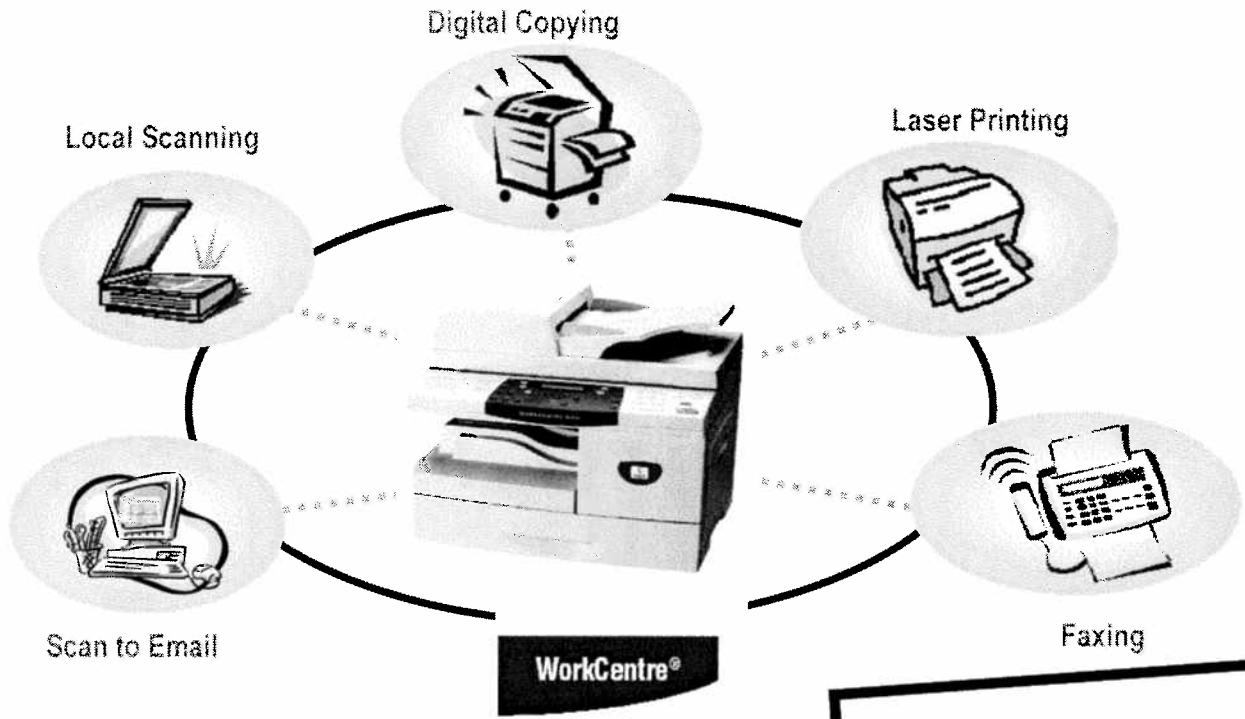 Digital Copying
Local Scanning
Laser Printing
Scan to Email
Faxing
WorkCentre®